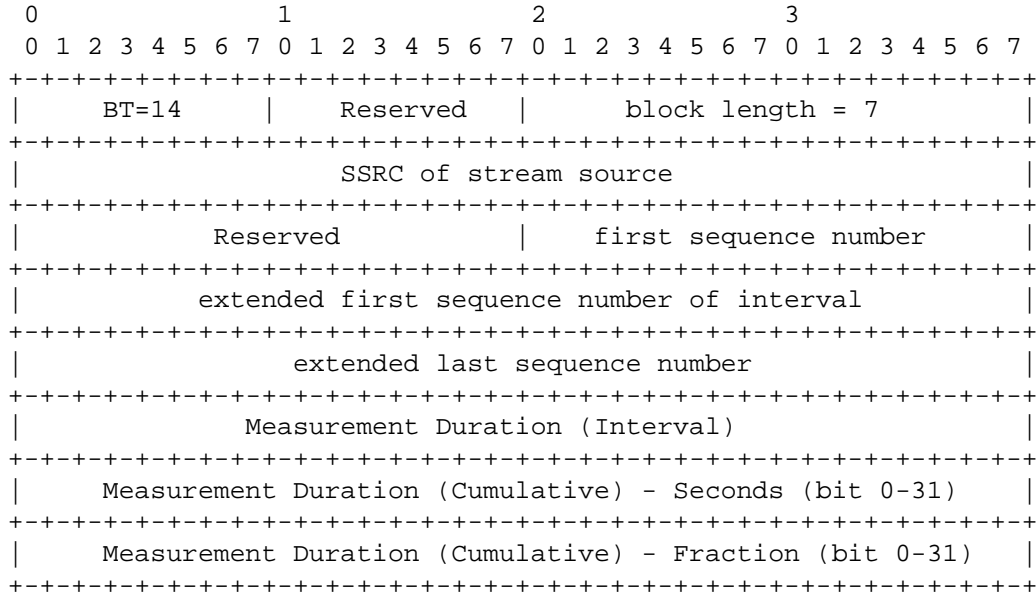 0                   1                   2                   3
 0 1 2 3 4 5 6 7 0 1 2 3 4 5 6 7 0 1 2 3 4 5 6 7 0 1 2 3 4 5 6 7
+-+-+-+-+-+-+-+-+-+-+-+-+-+-+-+-+-+-+-+-+-+-+-+-+-+-+-+-+-+-+-+-+
|     BT=14     |    Reserved   |      block length = 7         |
+-+-+-+-+-+-+-+-+-+-+-+-+-+-+-+-+-+-+-+-+-+-+-+-+-+-+-+-+-+-+-+-+
|                    SSRC of stream source                      |
+-+-+-+-+-+-+-+-+-+-+-+-+-+-+-+-+-+-+-+-+-+-+-+-+-+-+-+-+-+-+-+-+
|            Reserved           |    first sequence number      |
+-+-+-+-+-+-+-+-+-+-+-+-+-+-+-+-+-+-+-+-+-+-+-+-+-+-+-+-+-+-+-+-+
|           extended first sequence number of interval          |
+-+-+-+-+-+-+-+-+-+-+-+-+-+-+-+-+-+-+-+-+-+-+-+-+-+-+-+-+-+-+-+-+
|                 extended last sequence number                 |
+-+-+-+-+-+-+-+-+-+-+-+-+-+-+-+-+-+-+-+-+-+-+-+-+-+-+-+-+-+-+-+-+
|              Measurement Duration (Interval)                  |
+-+-+-+-+-+-+-+-+-+-+-+-+-+-+-+-+-+-+-+-+-+-+-+-+-+-+-+-+-+-+-+-+
|     Measurement Duration (Cumulative) - Seconds (bit 0-31)    |
+-+-+-+-+-+-+-+-+-+-+-+-+-+-+-+-+-+-+-+-+-+-+-+-+-+-+-+-+-+-+-+-+
|     Measurement Duration (Cumulative) - Fraction (bit 0-31)   |
+-+-+-+-+-+-+-+-+-+-+-+-+-+-+-+-+-+-+-+-+-+-+-+-+-+-+-+-+-+-+-+-+